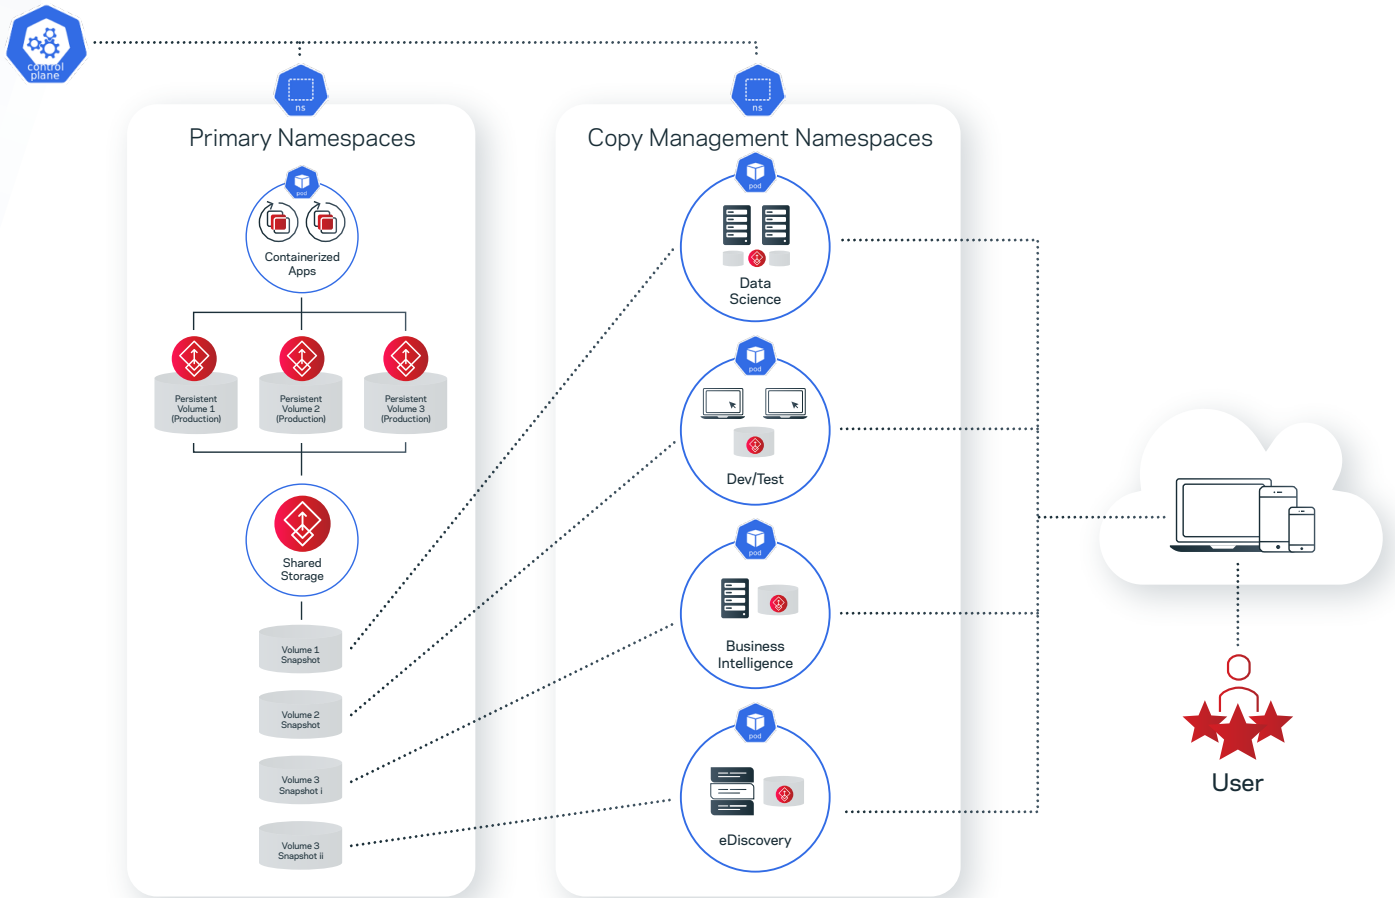 control
plane
ns
ns
Primary Namespaces
Copy Management Namespaces
pod
Containerized
Apps
Persistent
Volume 1
(Production)
Persistent
Volume 2
(Production)
Persistent
Volume 3
(Production)
Shared
Storage
Volume 1
Snapshot
Volume 2
Snapshot
Volume 3
Snapshot i
Volume 3
Snapshot ii
pod
Data
Science
pod
Dev/Test
pod
Business
Intelligence
pod
eDiscovery
User